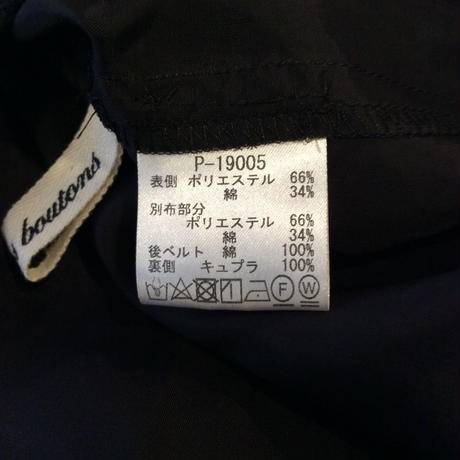 boutons
P-19005
表側 ポリエステル 66%
綿 34%
別布部分
ポリエステル 66%
綿 34%
後ベルト 綿 100%
裏側 キュプラ 100%
F W